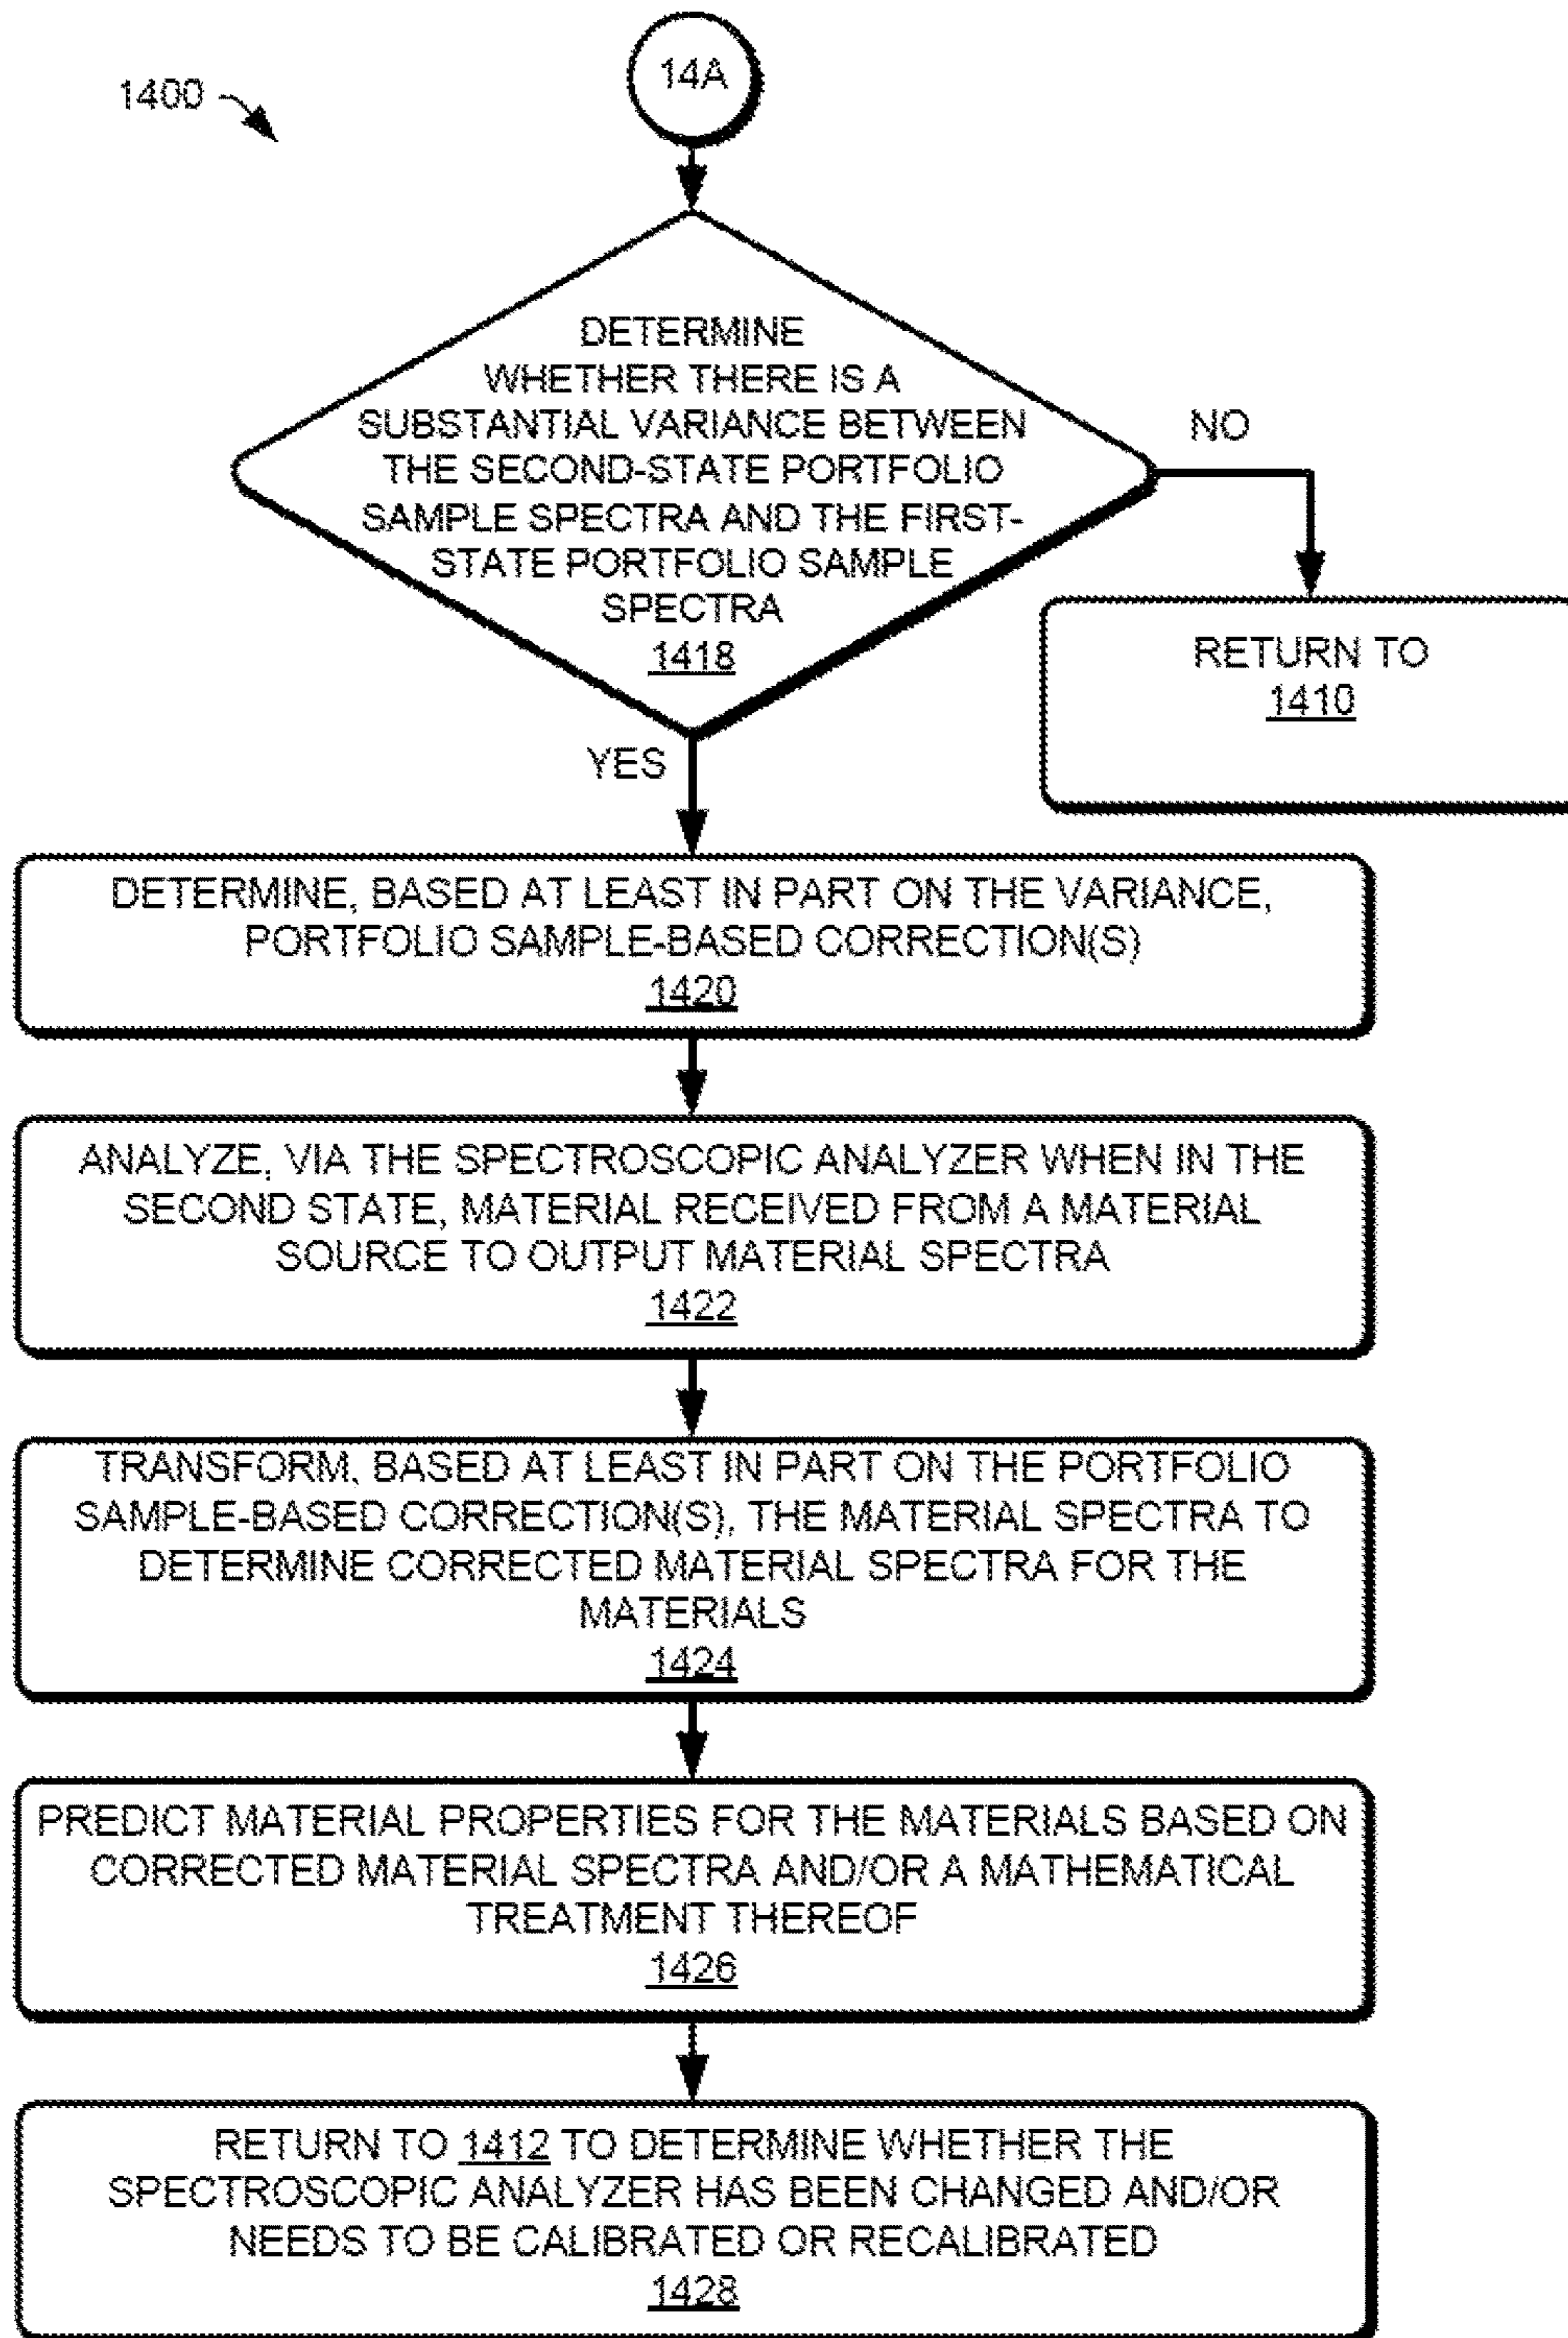 1400
14A
DETERMINE
WHETHER THERE IS A
SUBSTANTIAL VARIANCE BETWEEN
THE SECOND-STATE PORTFOLIO
SAMPLE SPECTRA AND THE FIRST-
STATE PORTFOLIO SAMPLE
SPECTRA
1418
NO
RETURN TO
1410
YES
DETERMINE, BASED AT LEAST IN PART ON THE VARIANCE,
PORTFOLIO SAMPLE-BASED CORRECTION(S)
1420
ANALYZE, VIA THE SPECTROSCOPIC ANALYZER WHEN IN THE
SECOND STATE, MATERIAL RECEIVED FROM A MATERIAL
SOURCE TO OUTPUT MATERIAL SPECTRA
1422
TRANSFORM, BASED AT LEAST IN PART ON THE PORTFOLIO
SAMPLE-BASED CORRECTION(S), THE MATERIAL SPECTRA TO
DETERMINE CORRECTED MATERIAL SPECTRA FOR THE
MATERIALS
1424
PREDICT MATERIAL PROPERTIES FOR THE MATERIALS BASED ON
CORRECTED MATERIAL SPECTRA AND/OR A MATHEMATICAL
TREATMENT THEREOF
1426
RETURN TO 1412 TO DETERMINE WHETHER THE
SPECTROSCOPIC ANALYZER HAS BEEN CHANGED AND/OR
NEEDS TO BE CALIBRATED OR RECALIBRATED
1428